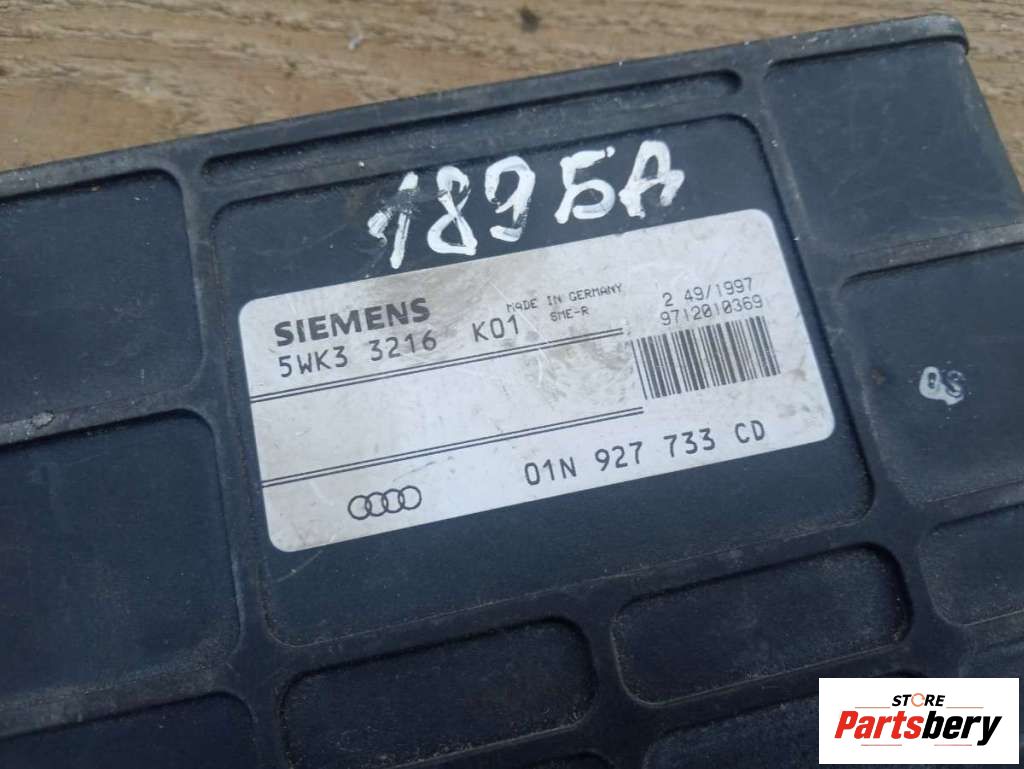 189БА
SIEMENS
5WK3 3216 K01
MADE IN GERMANY
SME-R
2 49/1997
9712010369
01N 927 733 CD
STORE
Partsbery